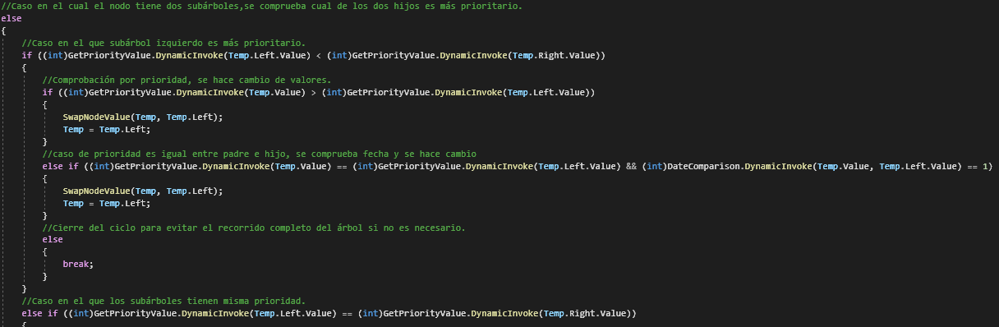 //Caso en el cual el nodo tiene dos subárboles,se comprueba cual de los dos hijos es más prioritario.
else
{
//Caso en el que subárbol izquierdo es más prioritario.
if ((int)GetPriorityValue.DynamicInvoke(Temp.Left.Value) < (int)GetPriorityValue.DynamicInvoke(Temp.Right.Value))
{
//Comprobación por prioridad, se hace cambio de valores.
if ((int)GetPriorityValue.DynamicInvoke(Temp.Value) > (int)GetPriorityValue.DynamicInvoke(Temp.Left.Value))
{
SwapNodeValue(Temp, Temp.Left);
Temp = Temp.Left;
}
//caso de prioridad es igual entre padre e hijo, se comprueba fecha y se hace cambio
else if ((int)GetPriorityValue.DynamicInvoke(Temp.Value) == (int)GetPriorityValue.DynamicInvoke(Temp.Left.Value) && (int)DateComparison.DynamicInvoke(Temp.Value, Temp.Left.Value) == 1)
{
SwapNodeValue(Temp, Temp.Left);
Temp = Temp.Left;
}
//Cierre del ciclo para evitar el recorrido completo del árbol si no es necesario.
else
{
break;
}
}
//Caso en el que los subárboles tienen misma prioridad.
else if ((int)GetPriorityValue.DynamicInvoke(Temp.Left.Value) == (int)GetPriorityValue.DynamicInvoke(Temp.Right.Value))
{